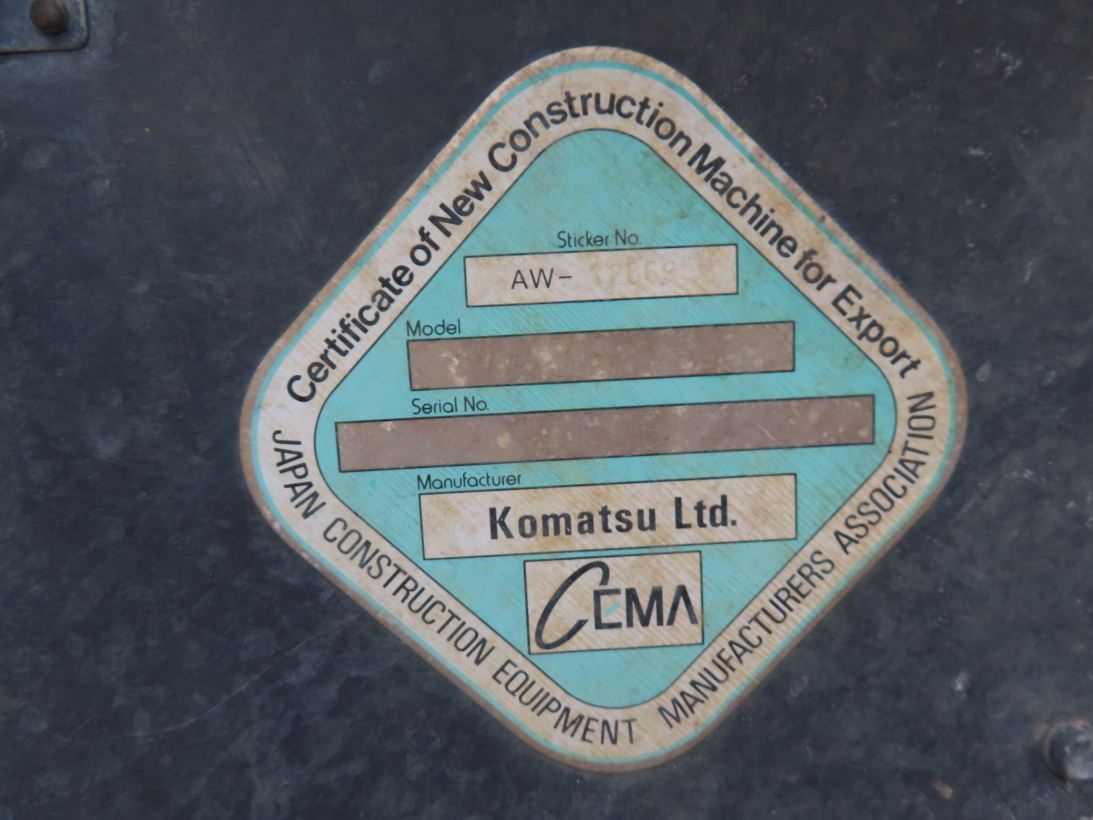 Certificate of New Construction Machine for Export
Sticker No.
AW-
Model
Serial No.
Manufacturer
Komatsu Ltd.
CEMA
JAPAN CONSTRUCTION EQUIPMENT MANUFACTURERS ASSOCIATION